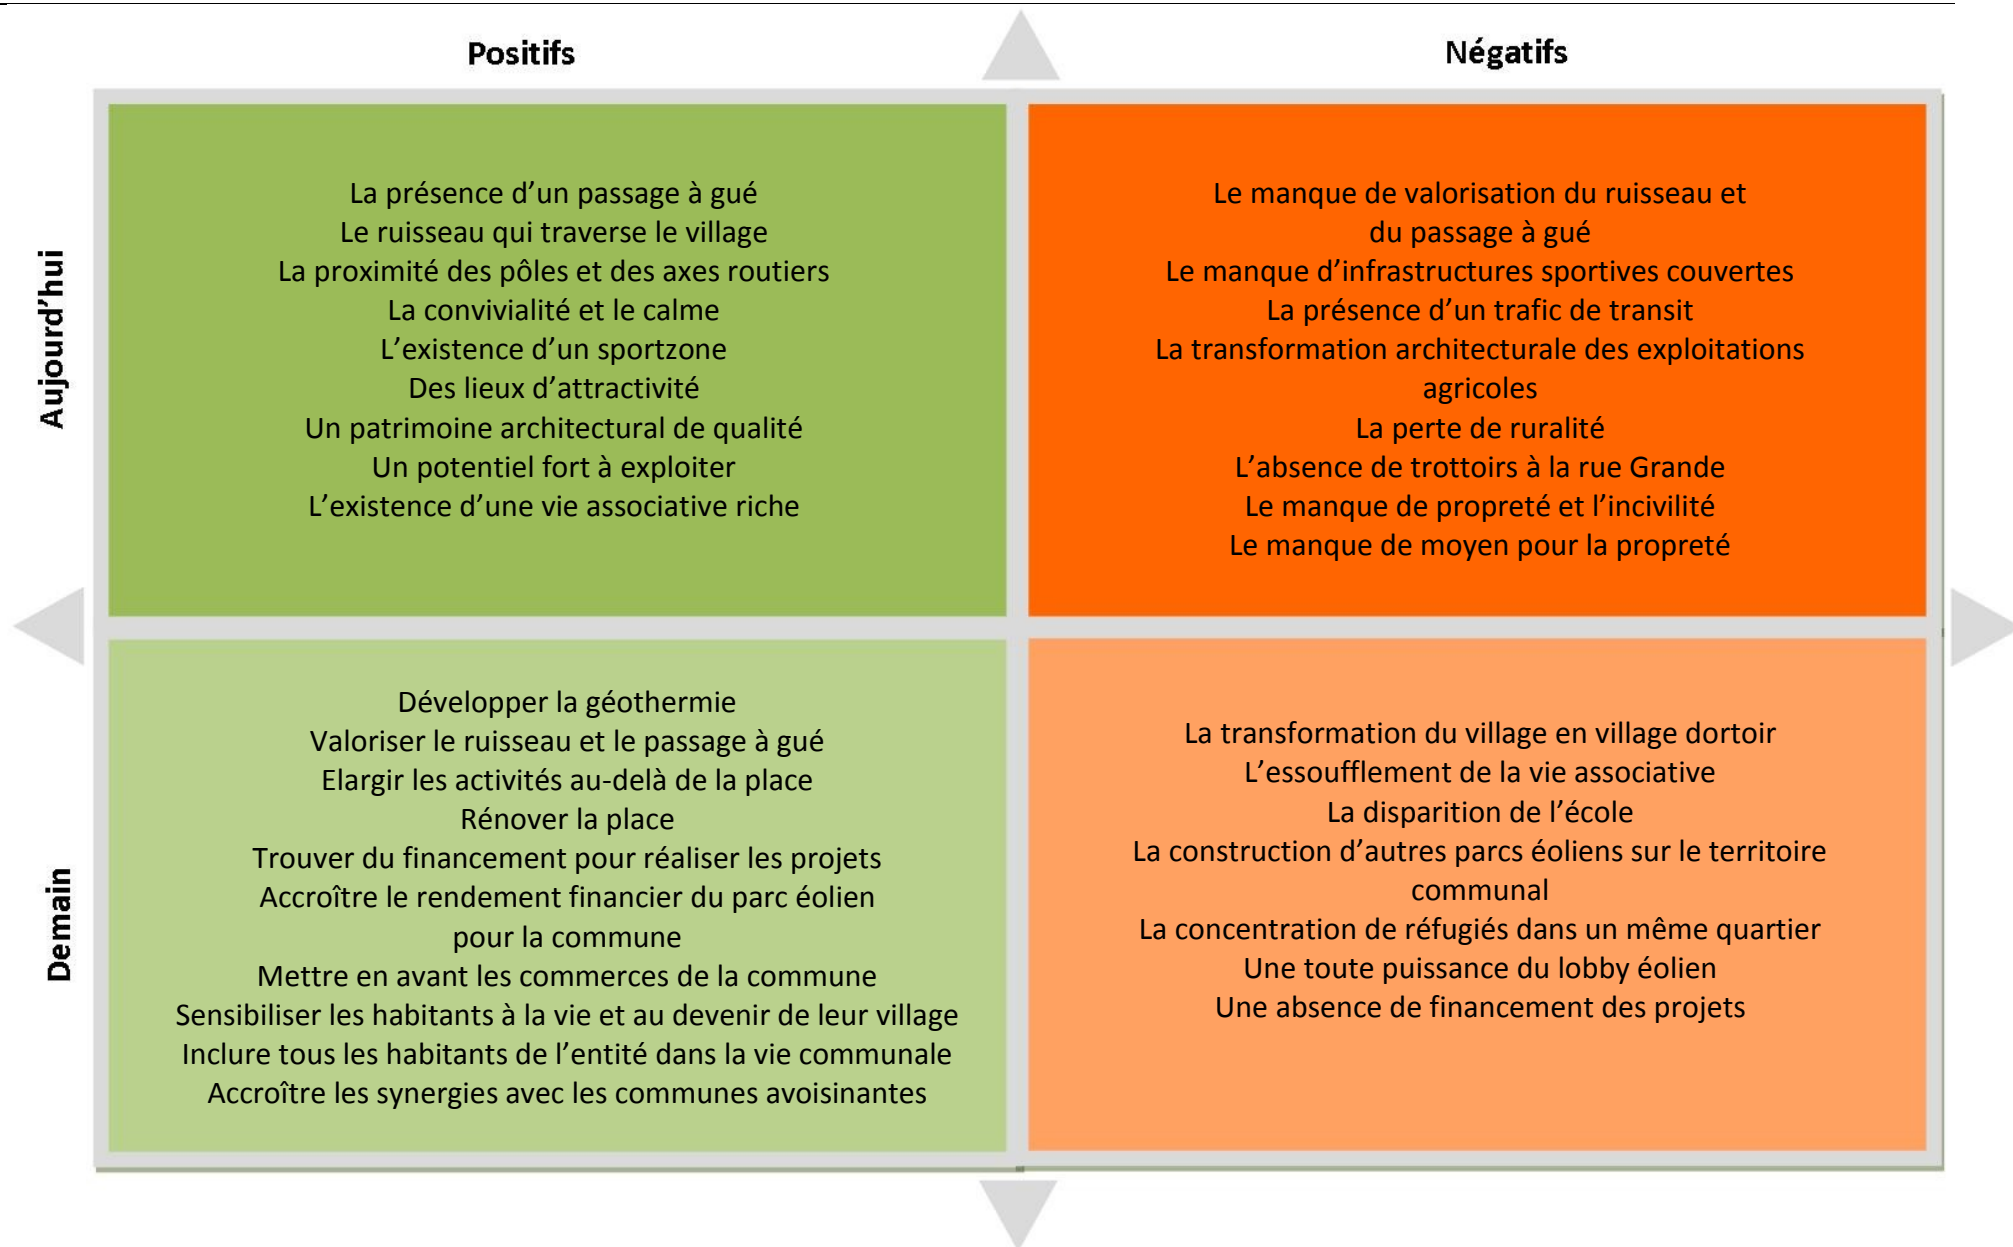 Positifs
Négatifs
Aujourd’hui
La présence d’un passage à gué
Le ruisseau qui traverse le village
La proximité des pôles et des axes routiers
La convivialité et le calme
L’existence d’un sportzone
Des lieux d’attractivité
Un patrimoine architectural de qualité
Un potentiel fort à exploiter
L’existence d’une vie associative riche
Le manque de valorisation du ruisseau et
du passage à gué
Le manque d’infrastructures sportives couvertes
La présence d’un trafic de transit
La transformation architecturale des exploitations
agricoles
La perte de ruralité
L’absence de trottoirs à la rue Grande
Le manque de propreté et l’incivilité
Le manque de moyen pour la propreté
Demain
Développer la géothermie
Valoriser le ruisseau et le passage à gué
Elargir les activités au-delà de la place
Rénover la place
Trouver du financement pour réaliser les projets
Accroître le rendement financier du parc éolien
pour la commune
Mettre en avant les commerces de la commune
Sensibiliser les habitants à la vie et au devenir de leur village
Inclure tous les habitants de l’entité dans la vie communale
Accroître les synergies avec les communes avoisinantes
La transformation du village en village dortoir
L’essoufflement de la vie associative
La disparition de l’école
La construction d’autres parcs éoliens sur le territoire
communal
La concentration de réfugiés dans un même quartier
Une toute puissance du lobby éolien
Une absence de financement des projets